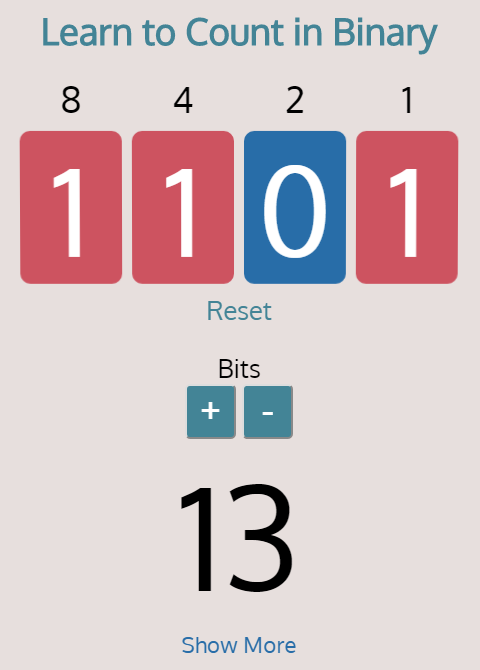 Learn to Count in Binary
8 4 2 1
1 1 0 1
Reset
Bits
+ -
13
Show More